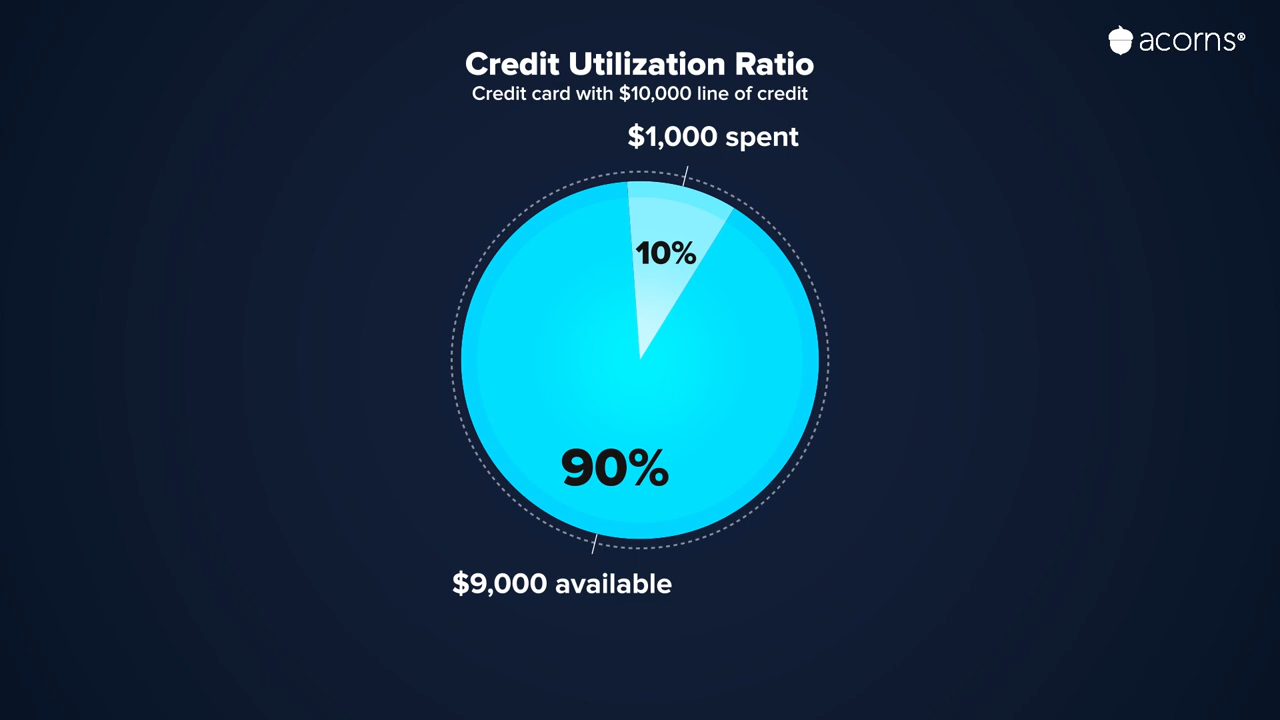 acorns®
Credit Utilization Ratio
Credit card with $10,000 line of credit
$1,000 spent
10%
90%
$9,000 available